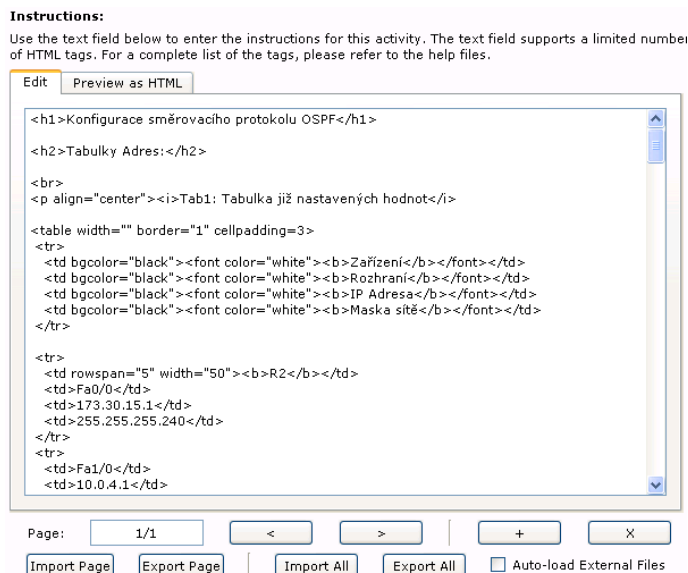 Instructions:
Use the text field below to enter the instructions for this activity. The text field supports a limited number
of HTML tags. For a complete list of the tags, please refer to the help files.
Edit Preview as HTML
<h1>Konfigurace směrovacího protokolu OSPF</h1>
<h2>Tabulky Adres:</h2>
<br>
<p align="center"><i>Tab1: Tabulka již nastavených hodnot</i>
<table width="" border="1" cellpadding=3>
<tr>
<td bgcolor="black"><font color="white"><b>Zařízení</b></font></td>
<td bgcolor="black"><font color="white"><b>Rozhraní</b></font></td>
<td bgcolor="black"><font color="white"><b>IP Adresa</b></font></td>
<td bgcolor="black"><font color="white"><b>Maska sítě</b></font></td>
</tr>
<tr>
<td rowspan="5" width="50"><b>R2</b></td>
<td>Fa0/0</td>
<td>173.30.15.1</td>
<td>255.255.255.240</td>
</tr>
<tr>
<td>Fa1/0</td>
<td>10.0.4.1</td>
Page: 1/1 < > + X
Import Page Export Page Import All Export All Auto-load External Files